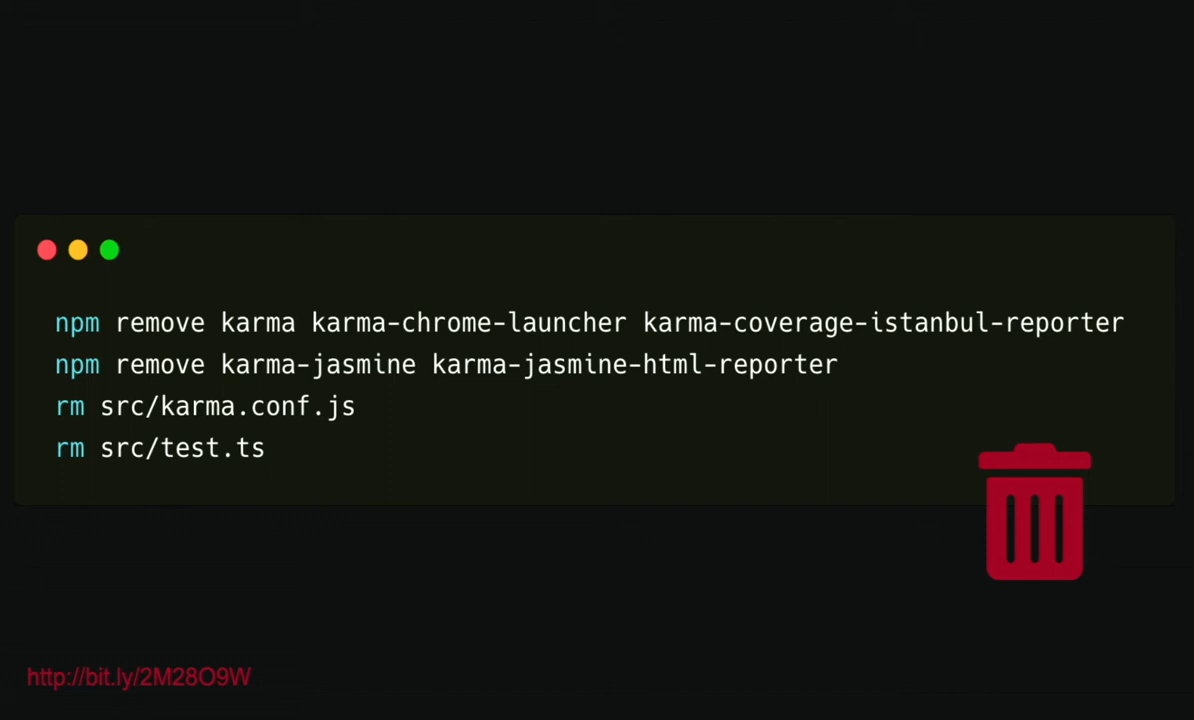 npm remove karma karma-chrome-launcher karma-coverage-istanbul-reporter
npm remove karma-jasmine karma-jasmine-html-reporter
rm src/karma.conf.js
rm src/test.ts
http://bit.ly/2M28O9W